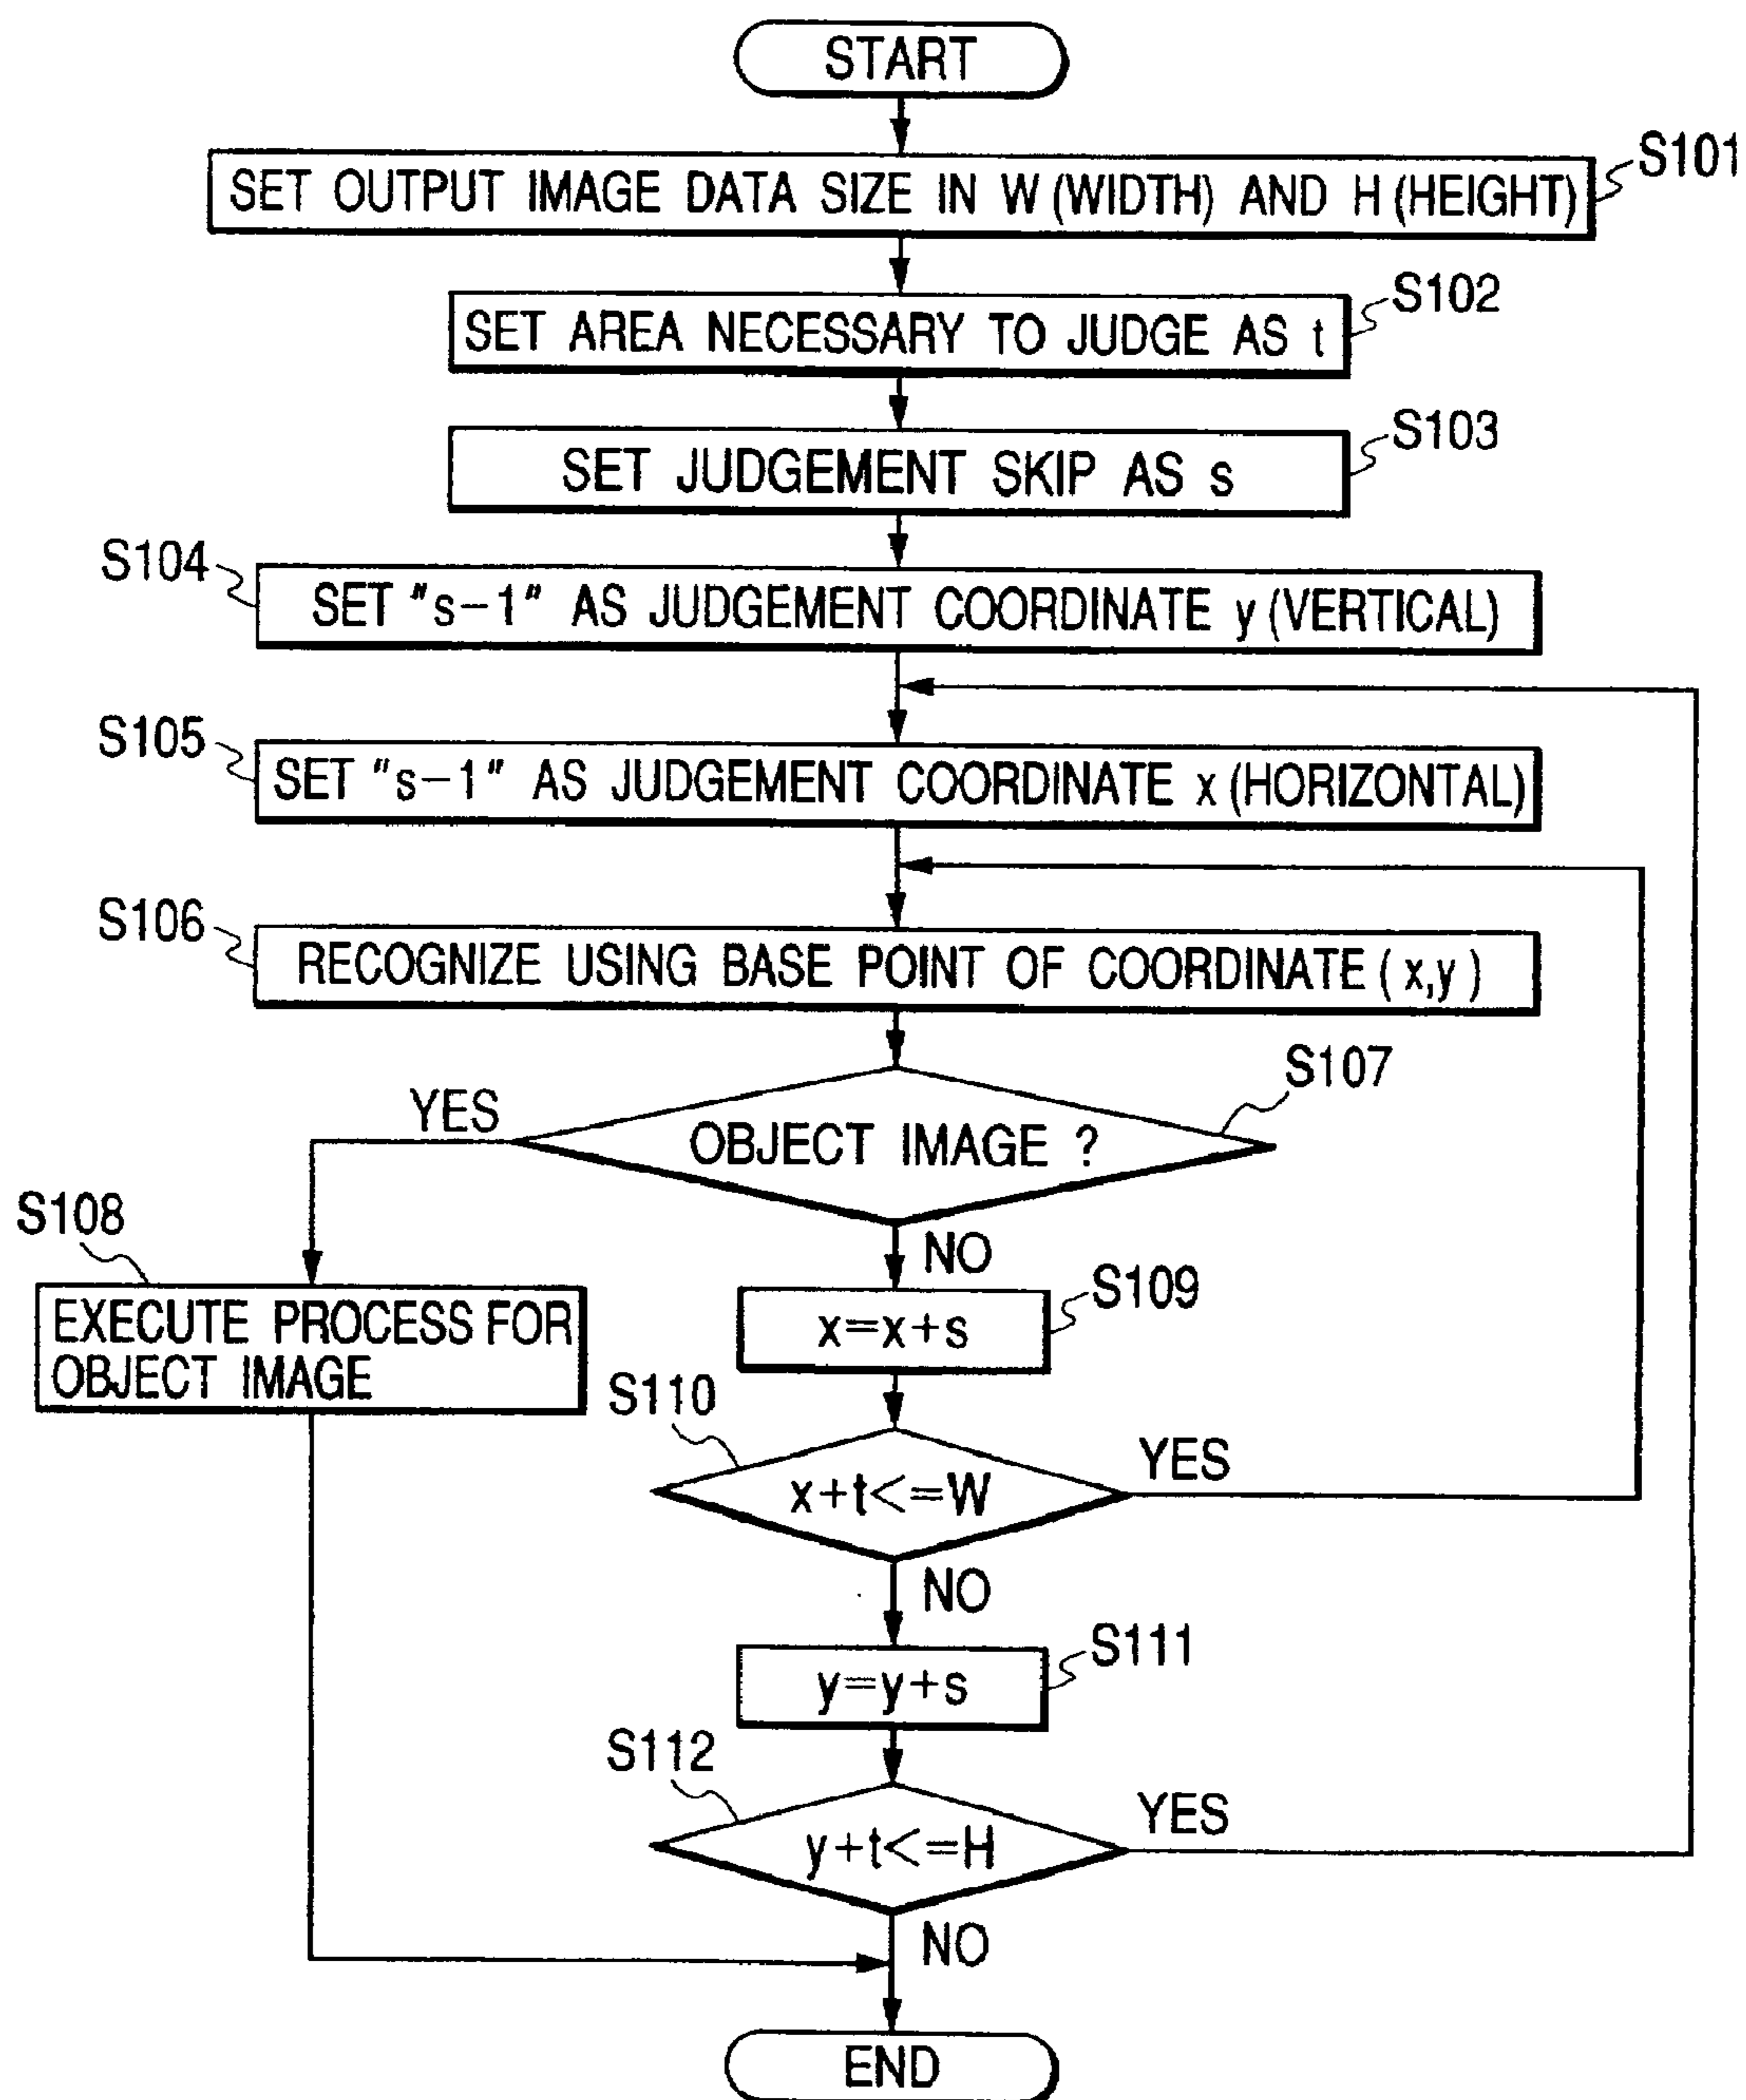 START
S101
SET OUTPUT IMAGE DATA SIZE IN W (WIDTH) AND H (HEIGHT)
S102
SET AREA NECESSARY TO JUDGE AS t
S103
SET JUDGEMENT SKIP AS s
S104
SET "s-1" AS JUDGEMENT COORDINATE y (VERTICAL)
S105
SET "s-1" AS JUDGEMENT COORDINATE x (HORIZONTAL)
S106
RECOGNIZE USING BASE POINT OF COORDINATE ( x,y )
S107
YES
OBJECT IMAGE ?
S108
NO
EXECUTE PROCESS FOR
OBJECT IMAGE
S109
x=x+s
S110
x+t<=W
YES
NO
S111
y=y+s
S112
y+t<=H
YES
NO
END